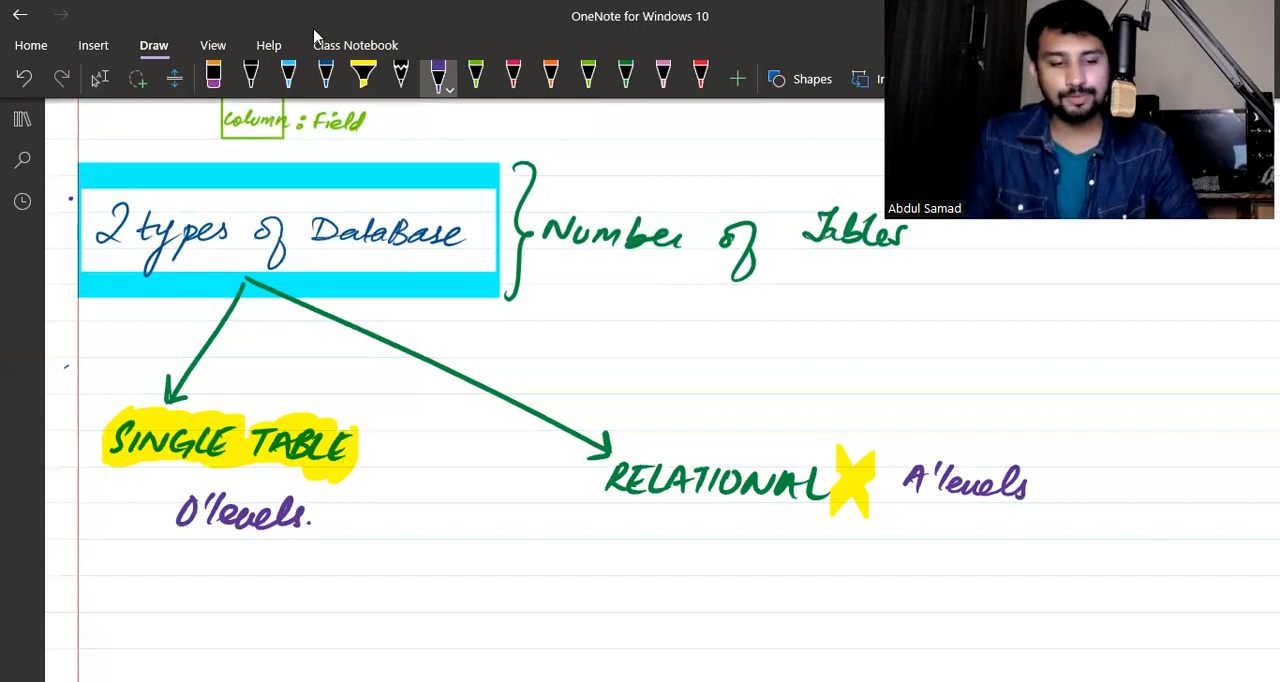 OneNote for Windows 10
Home Insert Draw View Help Class Notebook
Shapes
Column : Field
Abdul Samad
2 types of DataBase
Number of Tables
SINGLE TABLE
RELATIONAL
A'levels
O'levels.